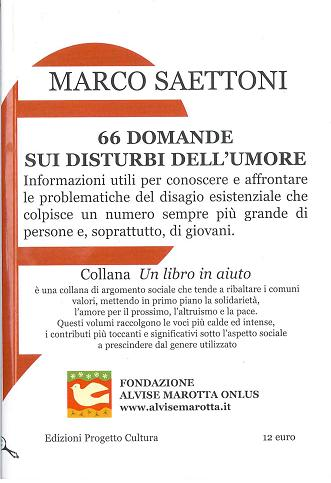 MARCO SAETTONI
66 DOMANDE
SUI DISTURBI DELL'UMORE
Informazioni utili per conoscere e affrontare
le problematiche del disagio esistenziale che
colpisce un numero sempre più grande di
persone e, soprattutto, di giovani.
Collana Un libro in aiuto
è una collana di argomento sociale che tende a ribaltare i comuni
valori, mettendo in primo piano la solidarietà,
l'amore per il prossimo, l'altruismo e la pace.
Questi volumi raccolgono le voci più calde ed intense,
i contributi più toccanti e significativi sotto l'aspetto sociale
a prescindere dal genere utilizzato
FONDAZIONE
ALVISE MAROTTA ONLUS
www.alvisemarotta.it
Edizioni Progetto Cultura 12 euro